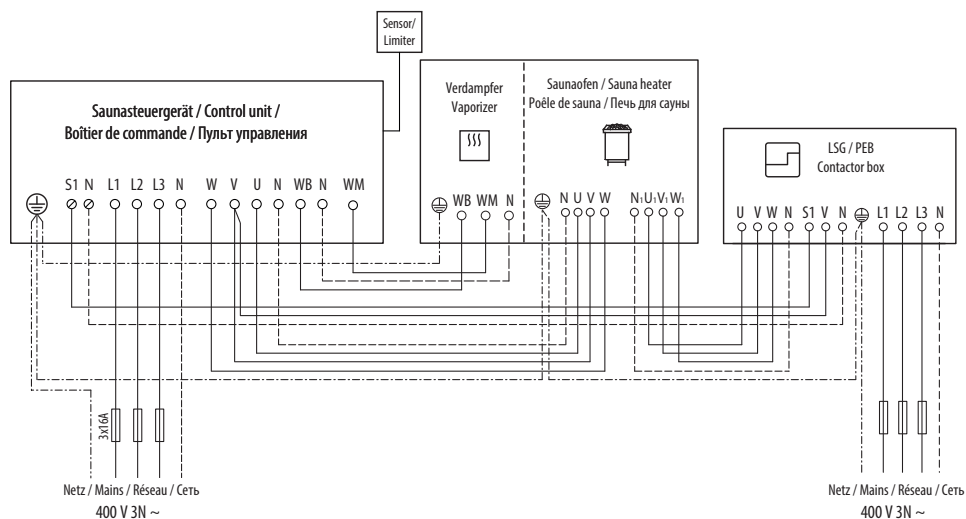 Sensor/
Limiter
Saunasteuergerät / Control unit /
Boîtier de commande / Пульт управления
S1 N L1 L2 L3 N W V U N WB N WM
Verdampfer
Vaporizer
WB WM N
Saunaofen / Sauna heater
Poêle de sauna / Печь для сауны
N U V W N1 U1 V1 W1
LSG / PEB
Contactor box
U V W N S1 V N L1 L2 L3 N
3x16A
Netz / Mains / Réseau / Сеть
400 V 3N ~
Netz / Mains / Réseau / Сеть
400 V 3N ~